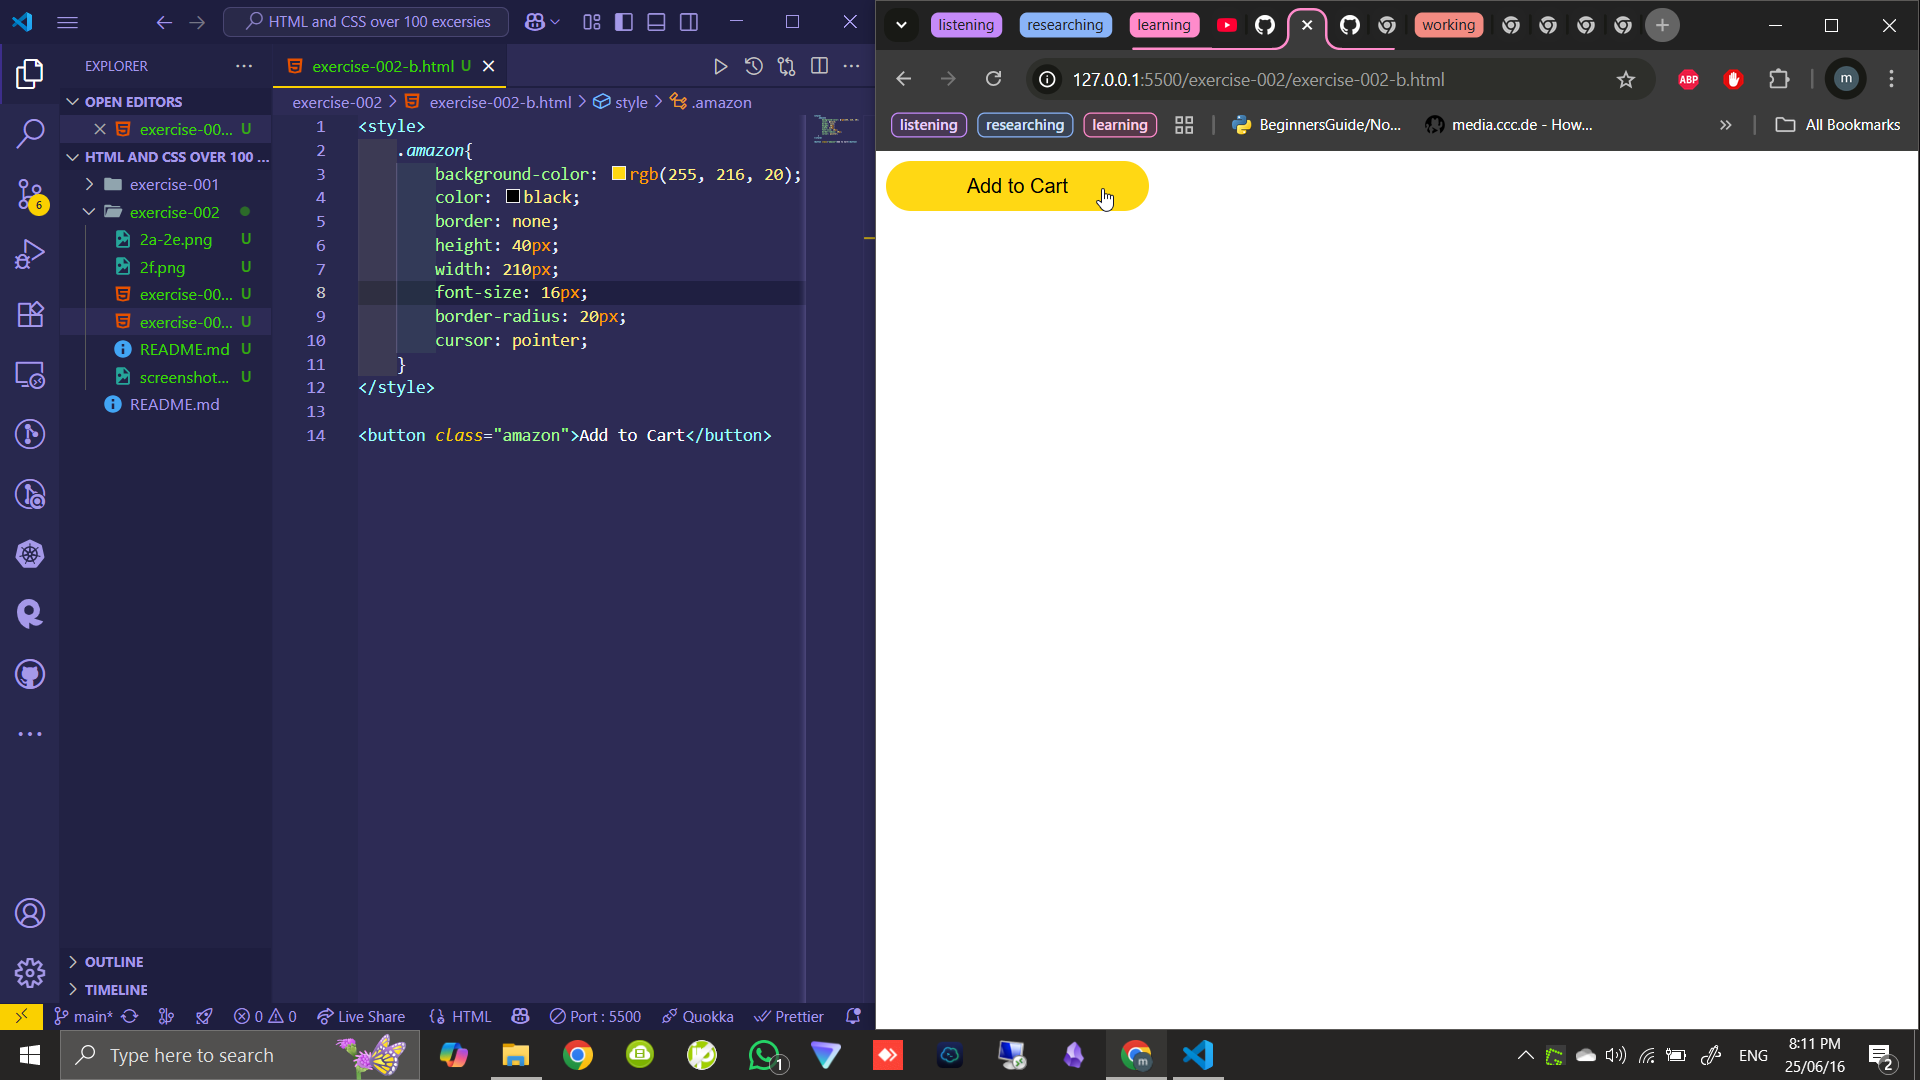 HTML and CSS over 100 excersies
EXPLORER
OPEN EDITORS
exercise-00... U
HTML AND CSS OVER 100 ...
exercise-001
exercise-002
2a-2e.png U
2f.png U
exercise-00... U
exercise-00... U
README.md U
screenshot... U
README.md
OUTLINE
TIMELINE
6
exercise-002-b.html U
exercise-002 > exercise-002-b.html > style > .amazon
1 <style>
2 .amazon{
3 background-color: rgb(255, 216, 20);
4 color: black;
5 border: none;
6 height: 40px;
7 width: 210px;
8 font-size: 16px;
9 border-radius: 20px;
10 cursor: pointer;
11 }
12 </style>
13
14 <button class="amazon">Add to Cart</button>
main* 0 0 Live Share HTML Port : 5500 Quokka Prettier
listening researching learning working
127.0.0.1:5500/exercise-002/exercise-002-b.html
ABP
m
listening researching learning BeginnersGuide/No... media.ccc.de - How... All Bookmarks
Add to Cart
Type here to search
1
m
ENG
8:11 PM
25/06/16
2